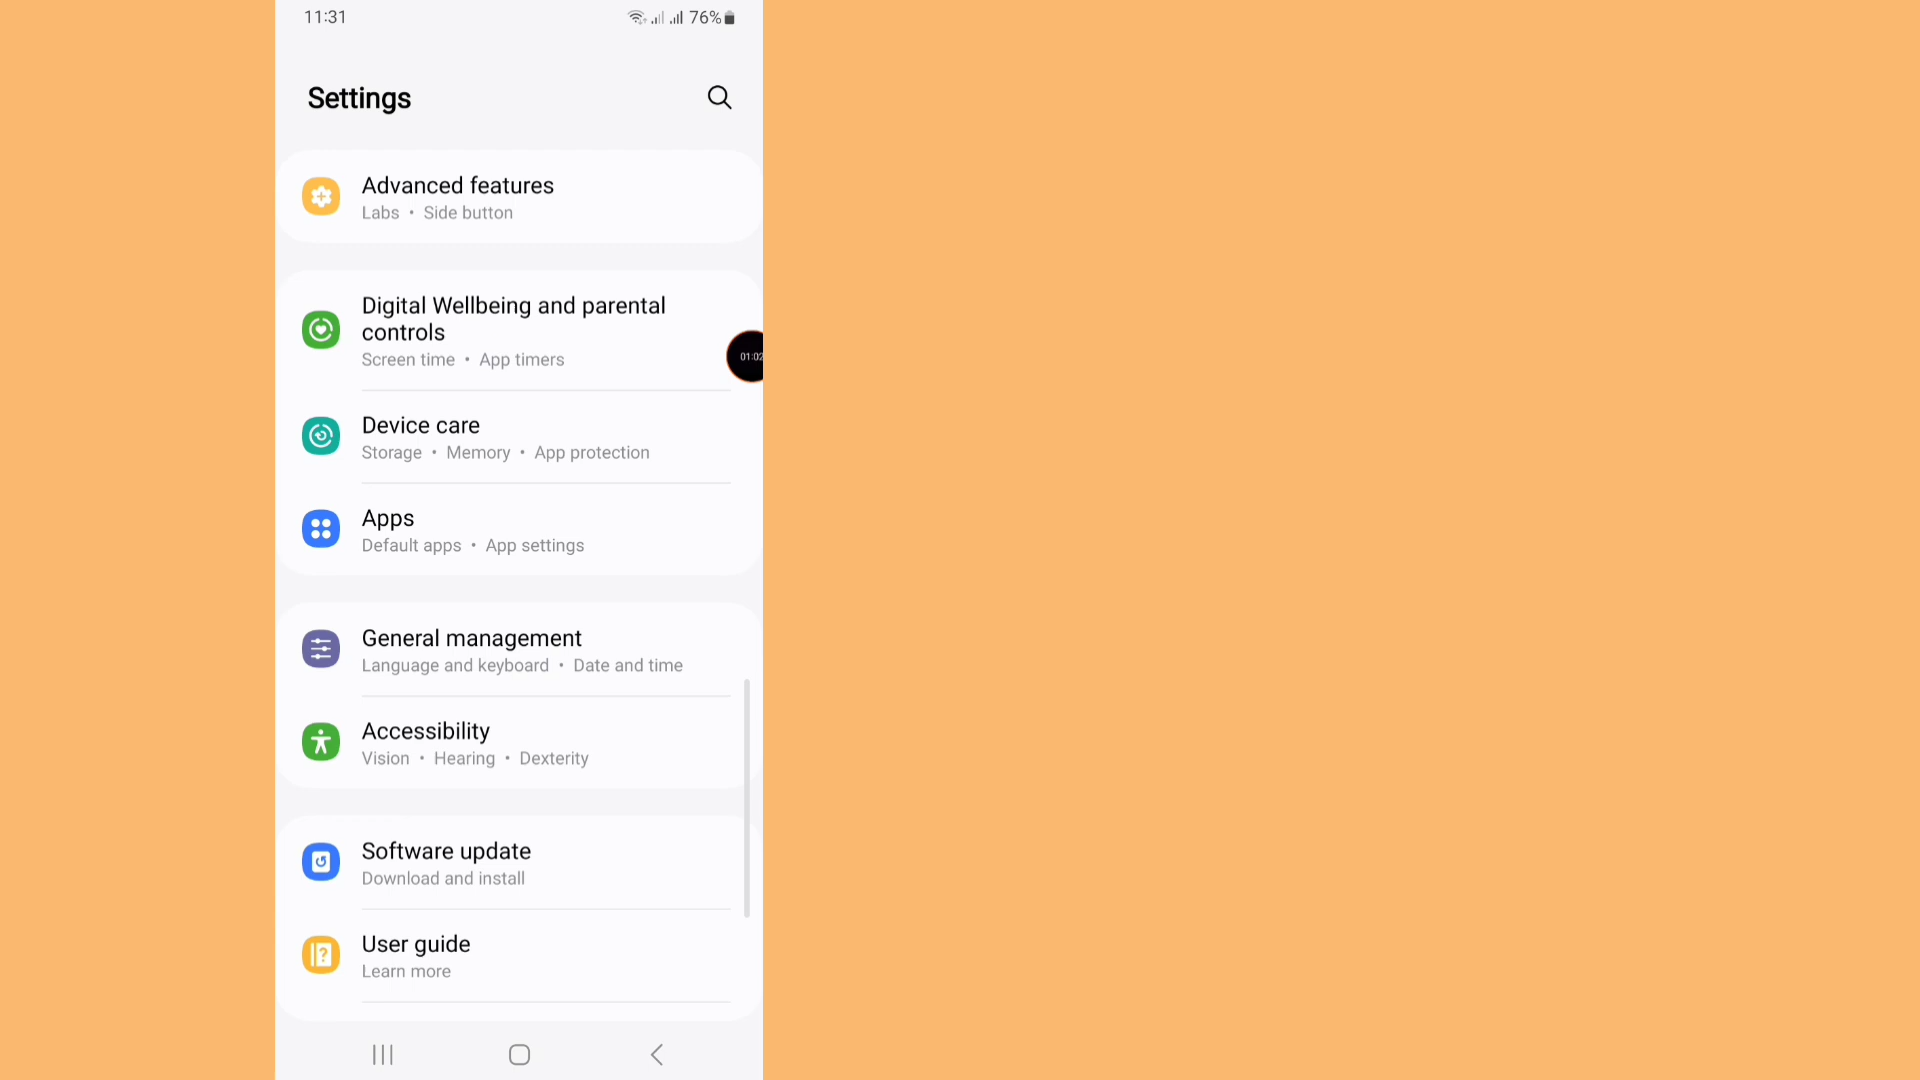 11:31
76%
Settings
Advanced features
Labs • Side button
Digital Wellbeing and parental
controls
Screen time • App timers
01:02
Device care
Storage • Memory • App protection
Apps
Default apps • App settings
General management
Language and keyboard • Date and time
Accessibility
Vision • Hearing • Dexterity
Software update
Download and install
User guide
Learn more